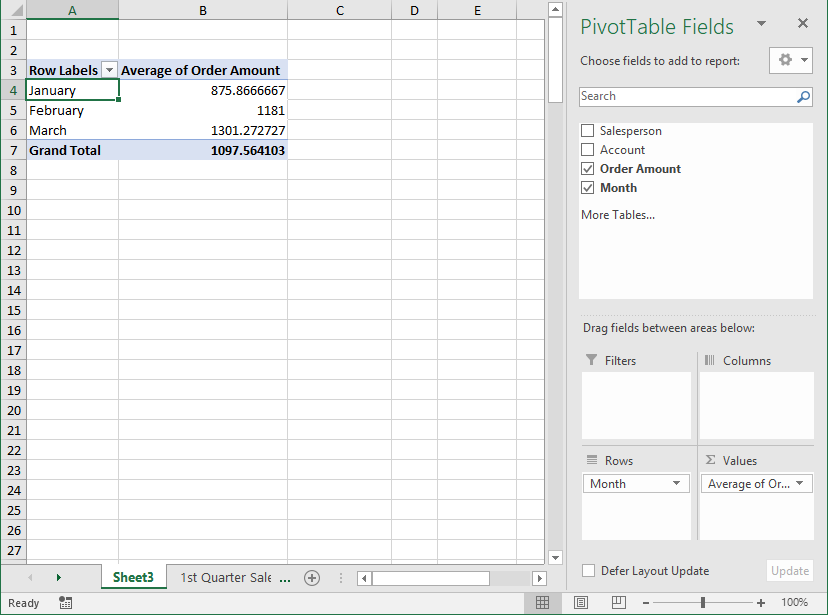 A B C D E
1
2
3 Row Labels Average of Order Amount
4 January 875.8666667
5 February 1181
6 March 1301.272727
7 Grand Total 1097.564103
8
9
10
11
12
13
14
15
16
17
18
19
20
21
22
23
24
25
26
27
Sheet3 1st Quarter Sale ...
Ready
100%
PivotTable Fields
Choose fields to add to report:
Search
Salesperson
Account
Order Amount
Month
More Tables...
Drag fields between areas below:
Filters Columns
Rows Σ Values
Month Average of Or...
Defer Layout Update Update